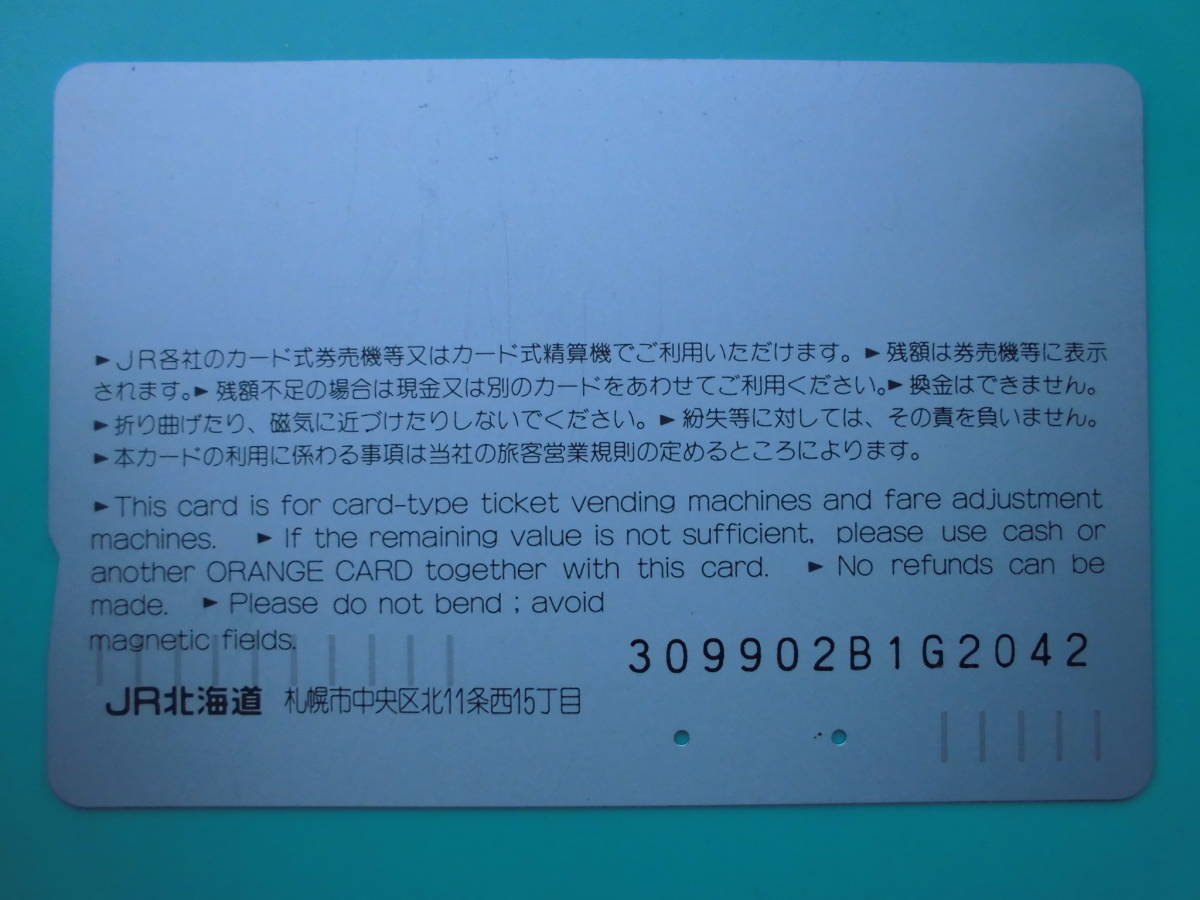 ►JR各社のカード式券売機等又はカード式精算機でご利用いただけます。►残額は券売機等に表示
されます。►残額不足の場合は現金又は別のカードをあわせてご利用ください。►換金はできません。
►折り曲げたり、磁気に近づけたりしないでください。►紛失等に対しては、その責を負いません。
►本カードの利用に係わる事項は当社の旅客営業規則の定めるところによります。
►This card is for card-type ticket vending machines and fare adjustment
machines. ►If the remaining value is not sufficient, please use cash or
another ORANGE CARD together with this card. ►No refunds can be
made. ►Please do not bend ; avoid
magnetic fields.
309902B1G2042
JR北海道 札幌市中央区北11条西15丁目